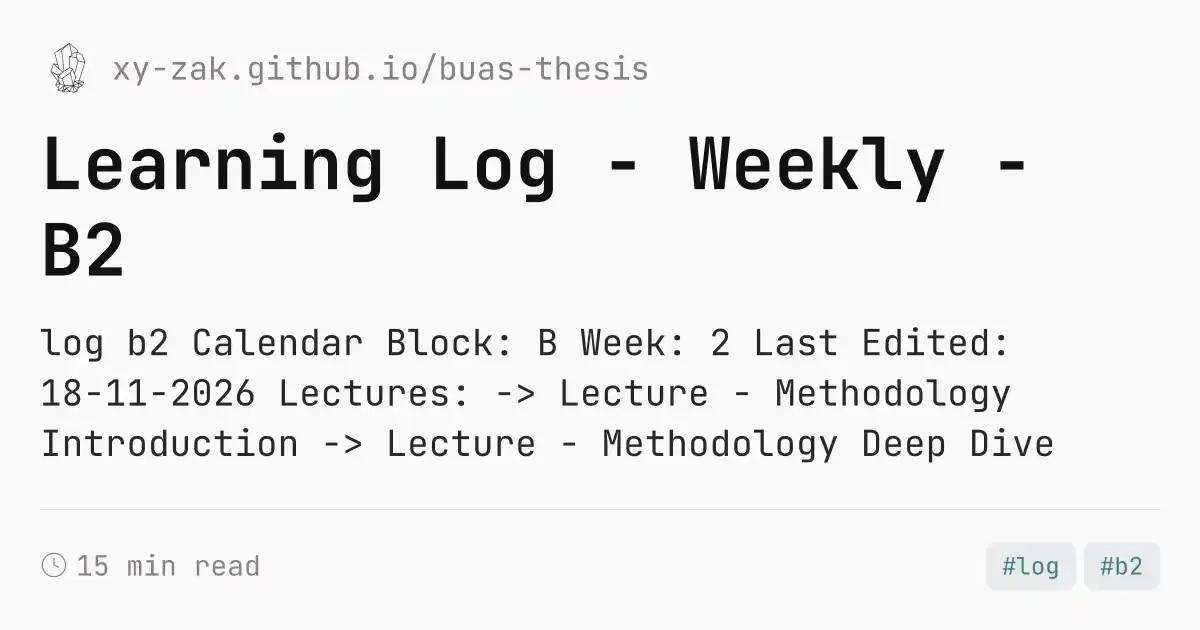 xy-zak.github.io/buas-thesis
Learning Log - Weekly -
B2
log b2 Calendar Block: B Week: 2 Last Edited:
18-11-2026 Lectures: -> Lecture - Methodology
Introduction -> Lecture - Methodology Deep Dive
15 min read
#log #b2